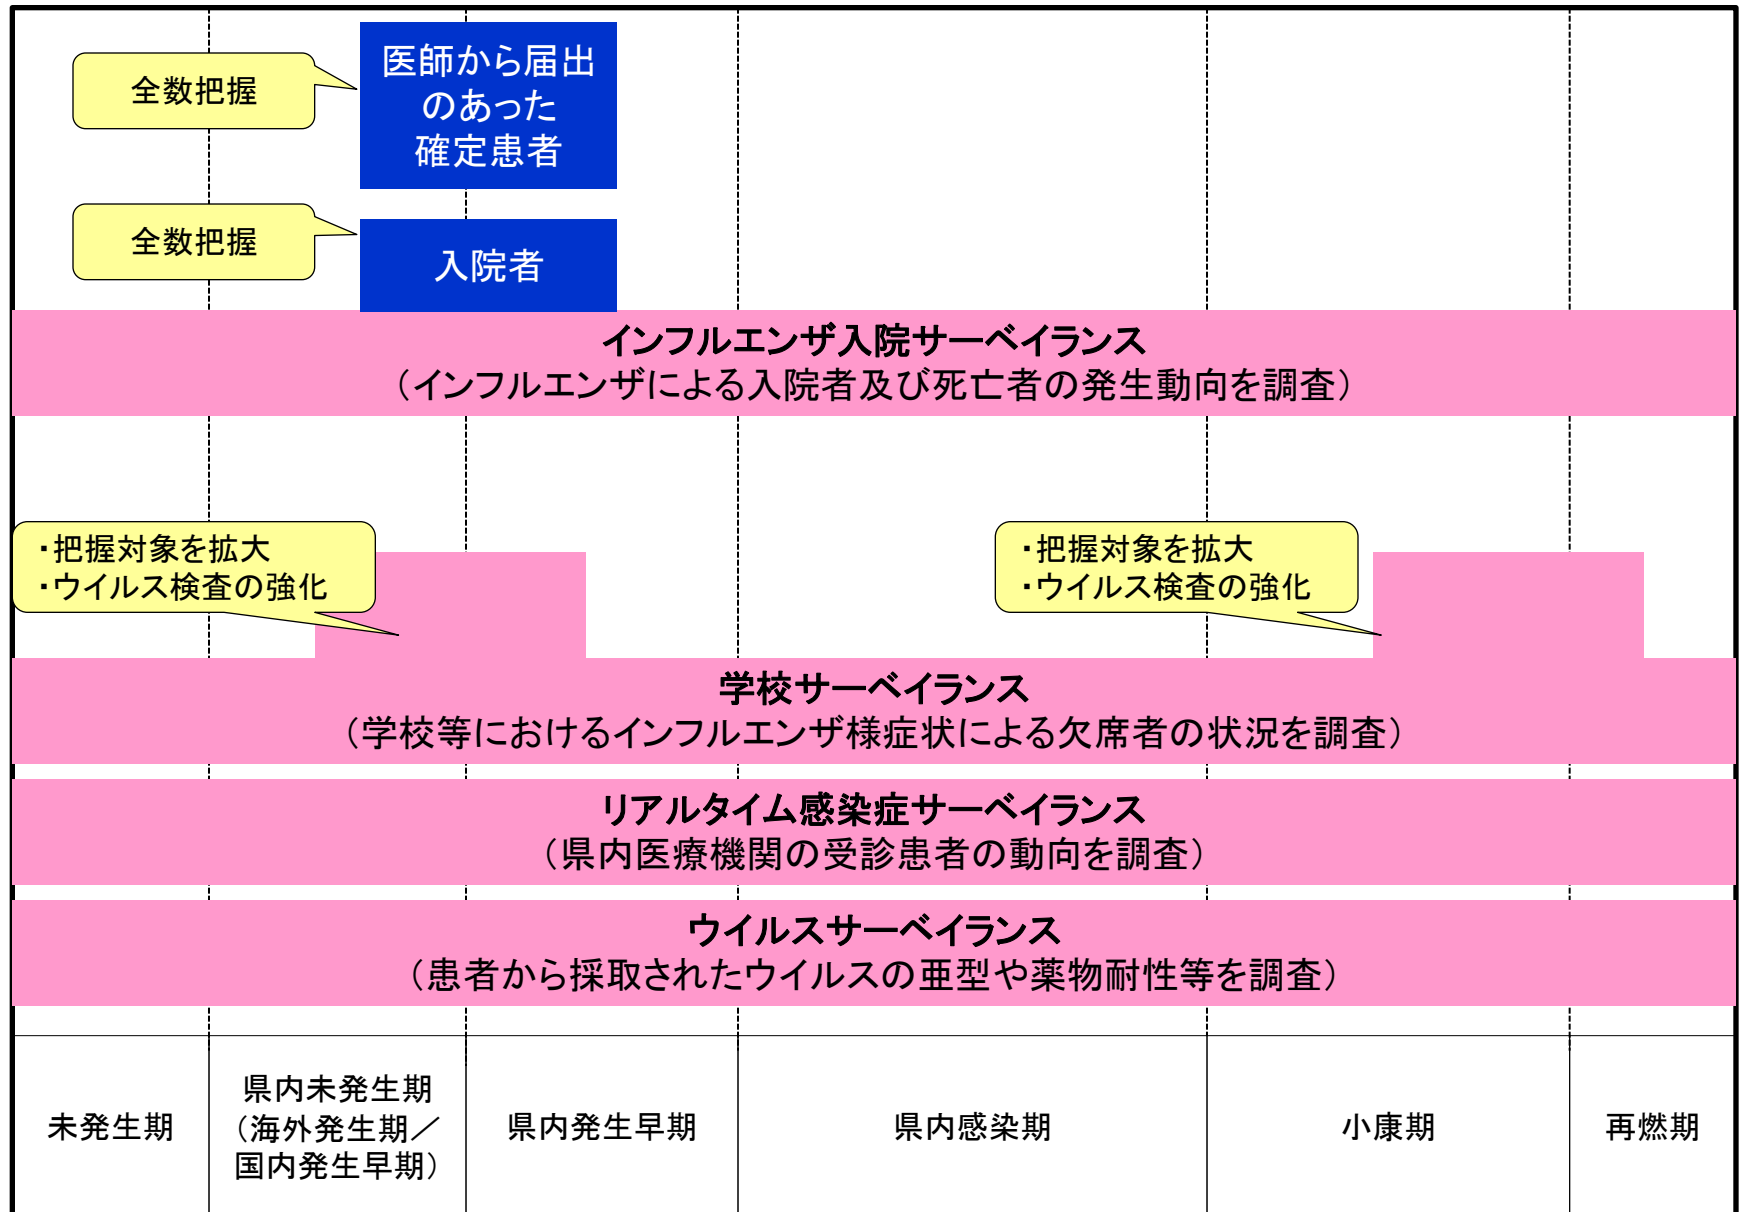 全数把握
医師から届出
のあった
確定患者
全数把握
入院者
インフルエンザ入院サーベイランス
（インフルエンザによる入院者及び死亡者の発生動向を調査）
・把握対象を拡大
・ウイルス検査の強化
・把握対象を拡大
・ウイルス検査の強化
学校サーベイランス
（学校等におけるインフルエンザ様症状による欠席者の状況を調査）
リアルタイム感染症サーベイランス
（県内医療機関の受診患者の動向を調査）
ウイルスサーベイランス
（患者から採取されたウイルスの亜型や薬物耐性等を調査）
未発生期
県内未発生期
（海外発生期／
国内発生早期）
県内発生早期
県内感染期
小康期
再燃期